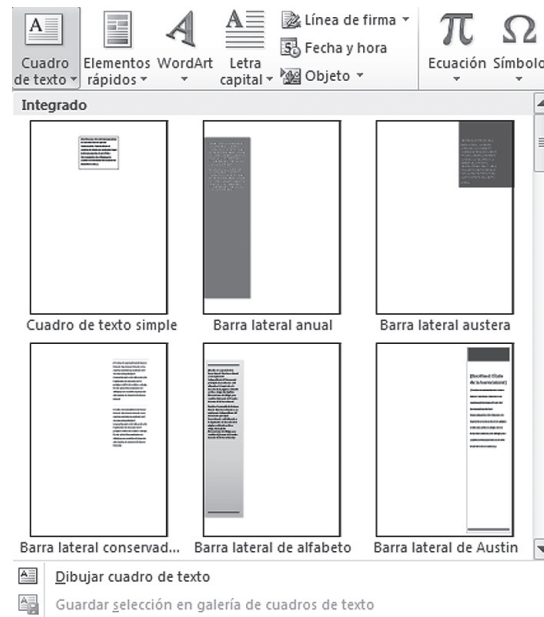 Línea de firma
Fecha y hora
Objeto
Cuadro de texto
Elementos rápidos
WordArt
Letra capital
Ecuación
Símbolo
Integrado
Cuadro de texto simple
Barra lateral anual
Barra lateral austera
Barra lateral conservad...
Barra lateral de alfabeto
Barra lateral de Austin
Dibujar cuadro de texto
Guardar selección en galería de cuadros de texto